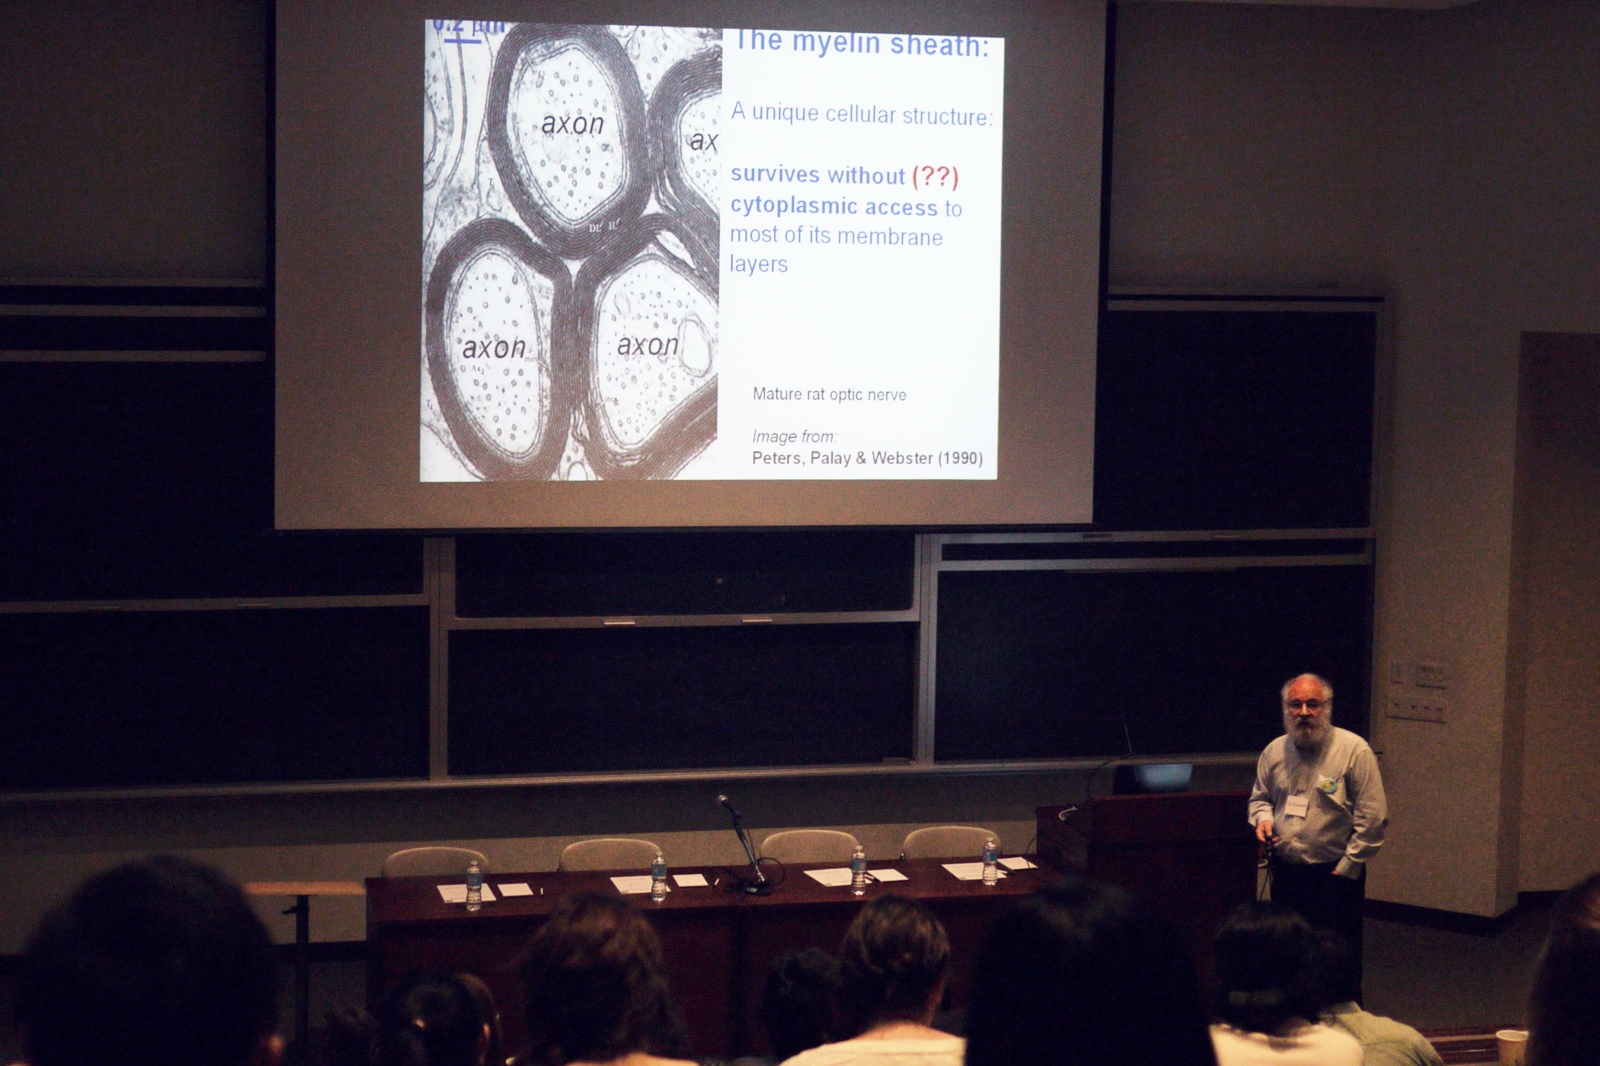 0.2 µm
The myelin sheath:
A unique cellular structure:
survives without (??)
cytoplasmic access to
most of its membrane
layers
axon
ax
axon
axon
Mature rat optic nerve
Image from:
Peters, Palay & Webster (1990)